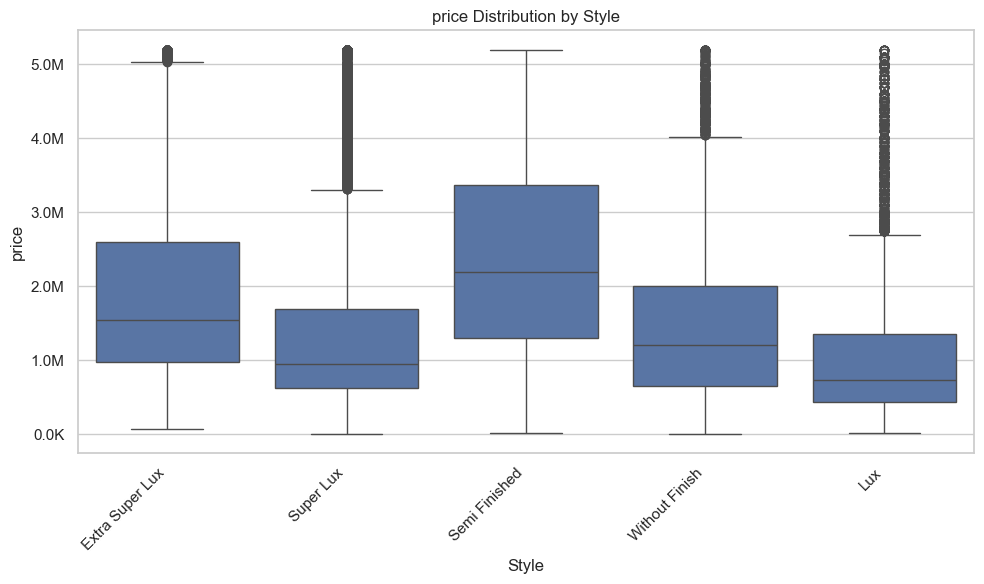 price Distribution by Style
price
5.0M
4.0M
3.0M
2.0M
1.0M
0.0K
Extra Super Lux
Super Lux
Semi Finished
Without Finish
Lux
Style